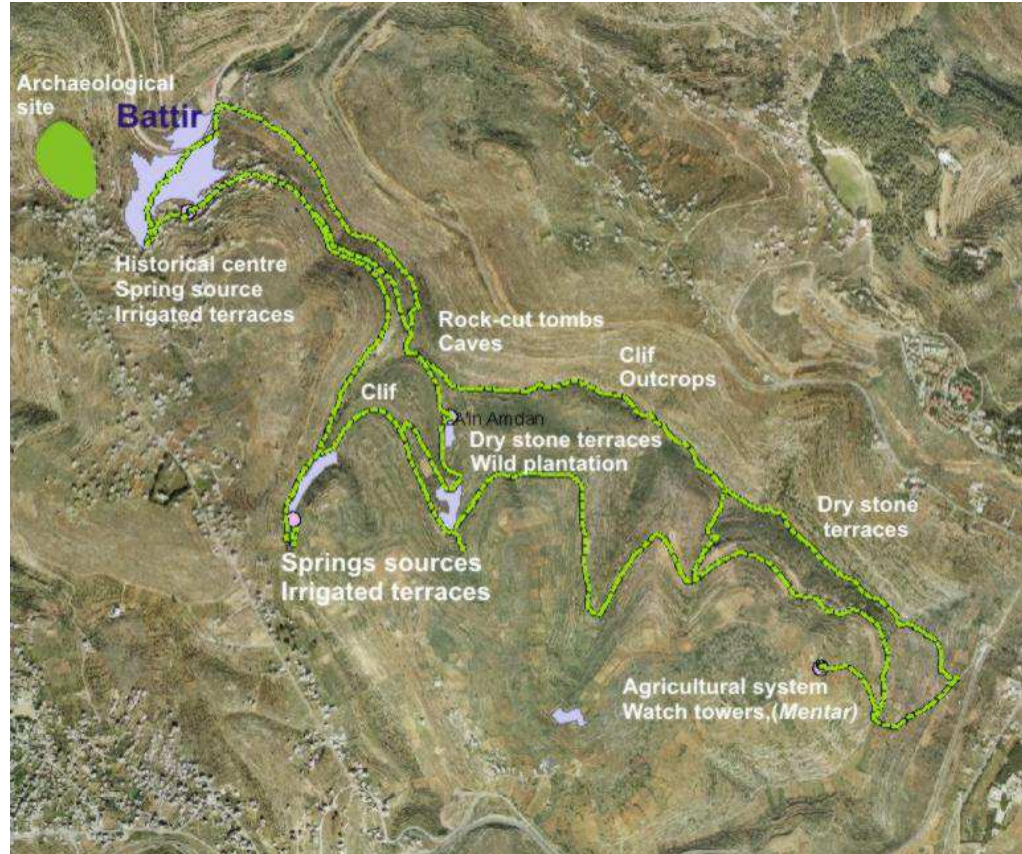 Archaeological
site
Battir
Historical centre
Spring source
Irrigated terraces
Rock-cut tombs
Caves
Clif
Outcrops
Clif
A'in Amdan
Dry stone terraces
Wild plantation
Dry stone
terraces
Springs sources
Irrigated terraces
Agricultural system
Watch towers,(Mentar)